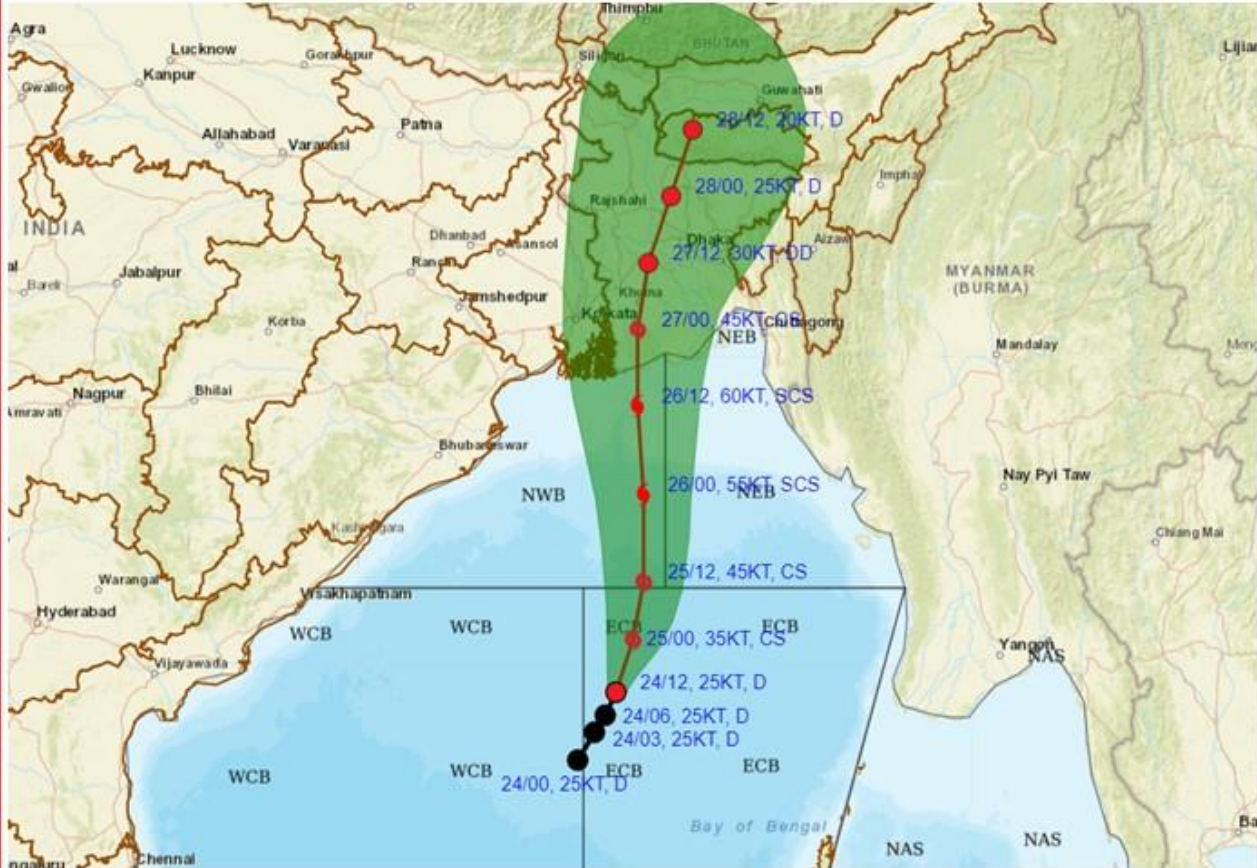 Thimphu
Agra
Lucknow
Siliguri
BHUTAN
Gorakhpur
Kanpur
Gwalior
Guwahati
28/12, 20KT, D
Allahabad
Patna
Varanasi
Imphal
28/00, 25KT, D
Rajshahi
INDIA
Dhanbad
Asansol
Dhaka
Aizawl
27/12, 30KT, DD
Ranchi
Jabalpur
MYANMAR
(BURMA)
Khulna
Jamshedpur
Kolkata
27/00, 45KT, CS
Chittagong
Korba
NEB
Mandalay
Bhilai
Nagpur
26/12, 60KT, SCS
Amravati
Bhubaneswar
Nay Pyi Taw
26/00, 55KT, SCS
NWB
NEB
Chiang Mai
Warangal
25/12, 45KT, CS
Visakhapatnam
Hyderabad
WCB
WCB
ECB
ECB
25/00, 35KT, CS
Yangon
NAS
Vijayawada
24/12, 25KT, D
24/06, 25KT, D
24/03, 25KT, D
WCB
WCB
ECB
ECB
24/00, 25KT, D
Bay of Bengal
NAS
NAS
Chennai